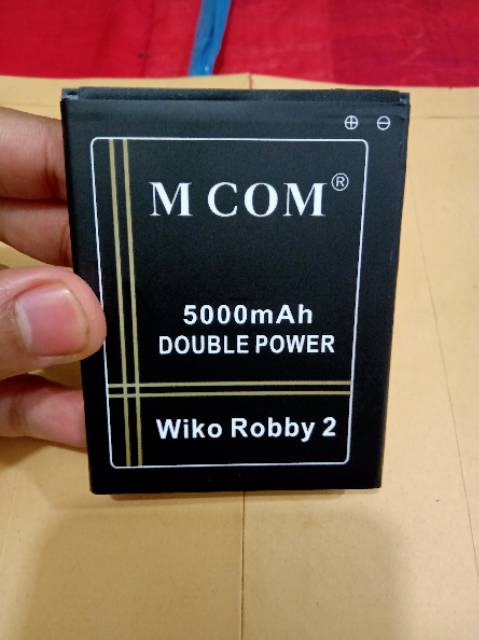 ⊕ ⊖
M COM®
5000mAh
DOUBLE POWER
Wiko Robby 2